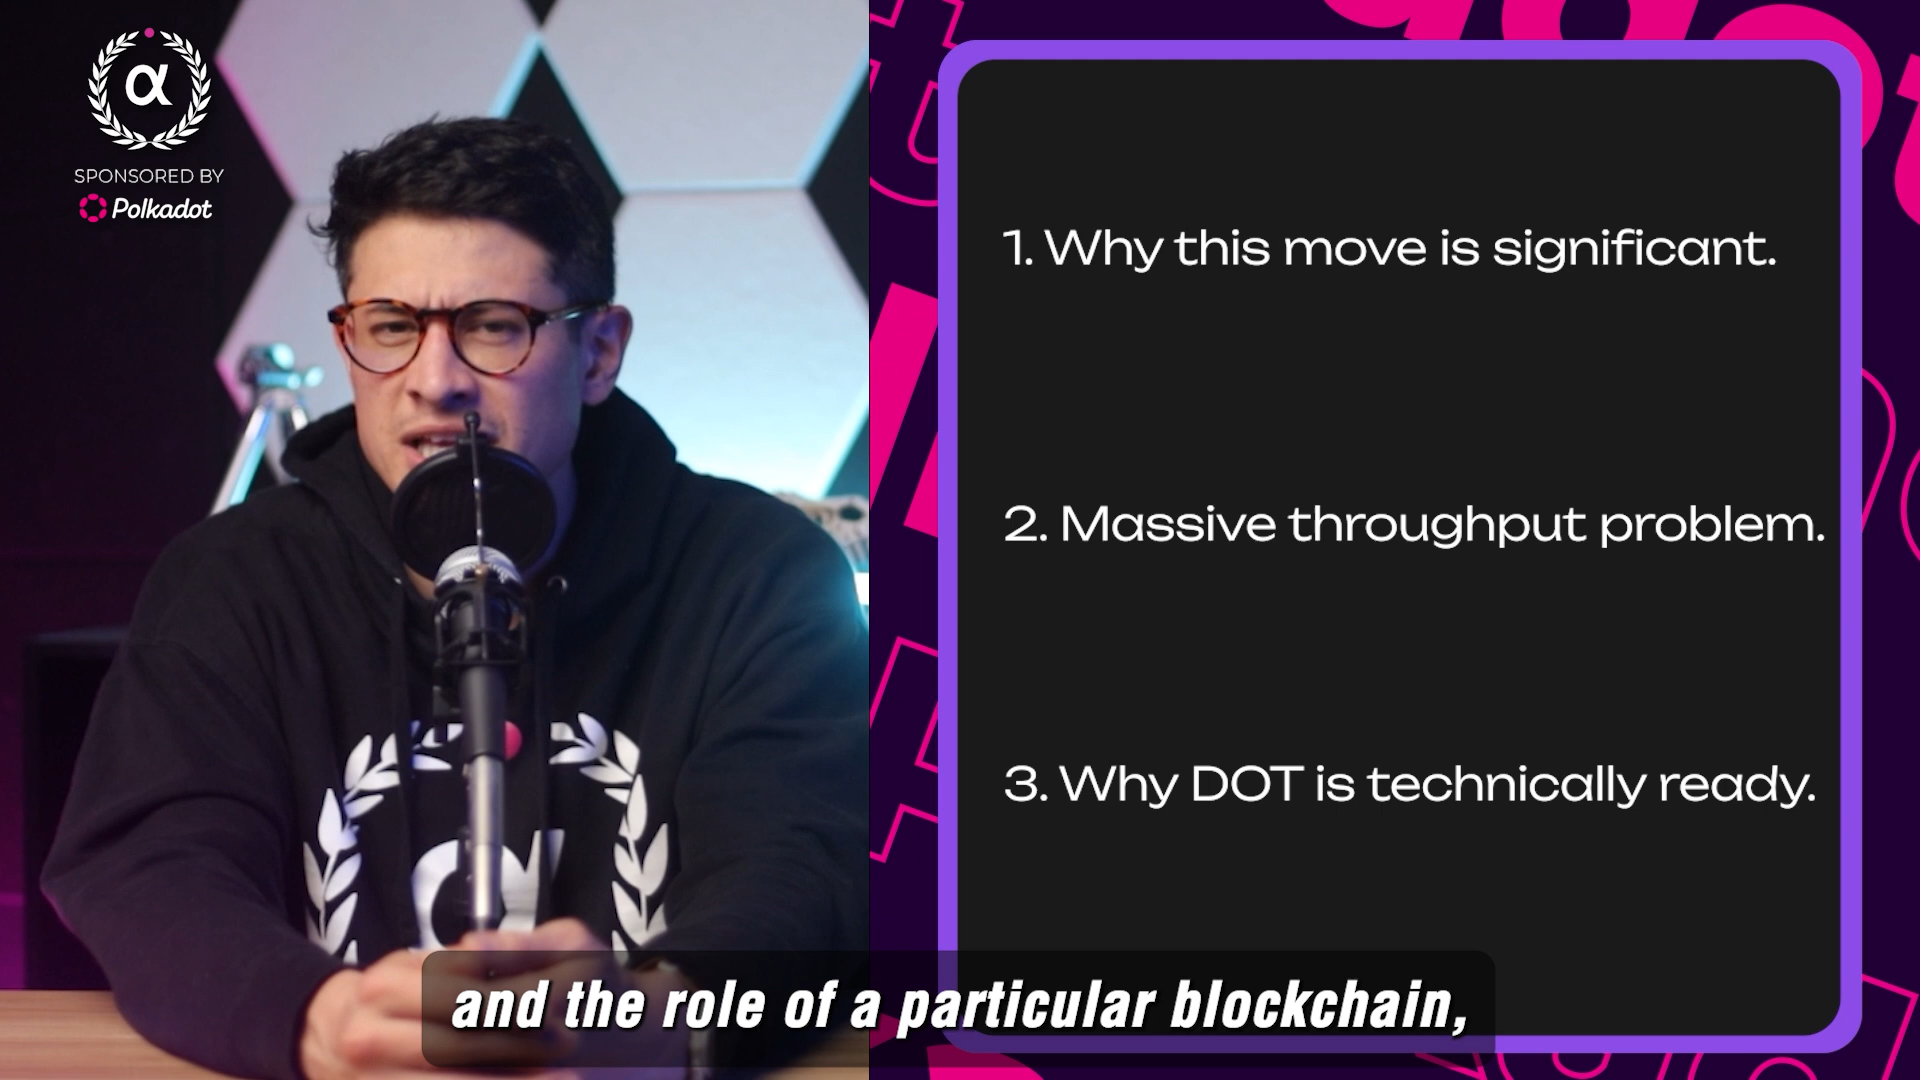 α
SPONSORED BY
Polkadot
1. Why this move is significant.
2. Massive throughput problem.
3. Why DOT is technically ready.
α
and the role of a particular blockchain,